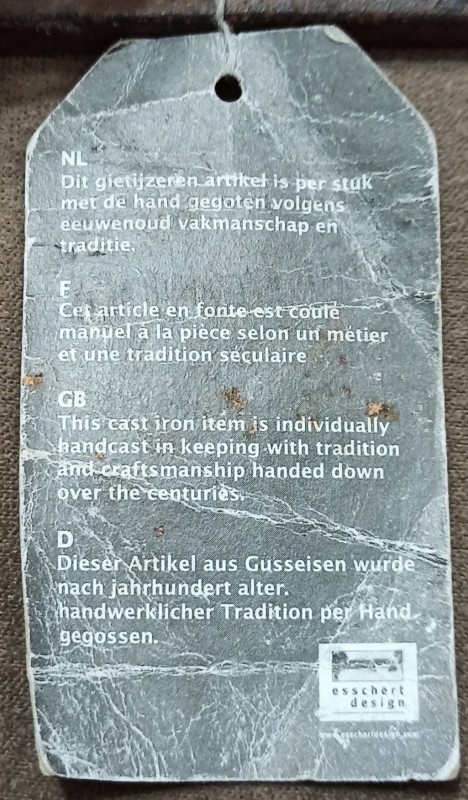 NL
Dit gietijzeren artikel is per stuk
met de hand gegoten volgens
eeuwenoud vakmanschap en
traditie.
F
Cet article en fonte est coulé
manuel à la pièce selon un métier
et une tradition séculaire
GB
This cast iron item is individually
handcast in keeping with tradition
and craftsmanship handed down
over the centuries.
D
Dieser Artikel aus Gusseisen wurde
nach jahrhundert alter.
handwerklicher Tradition per Hand
gegossen.
esschert
design
www.esschertdesign.com